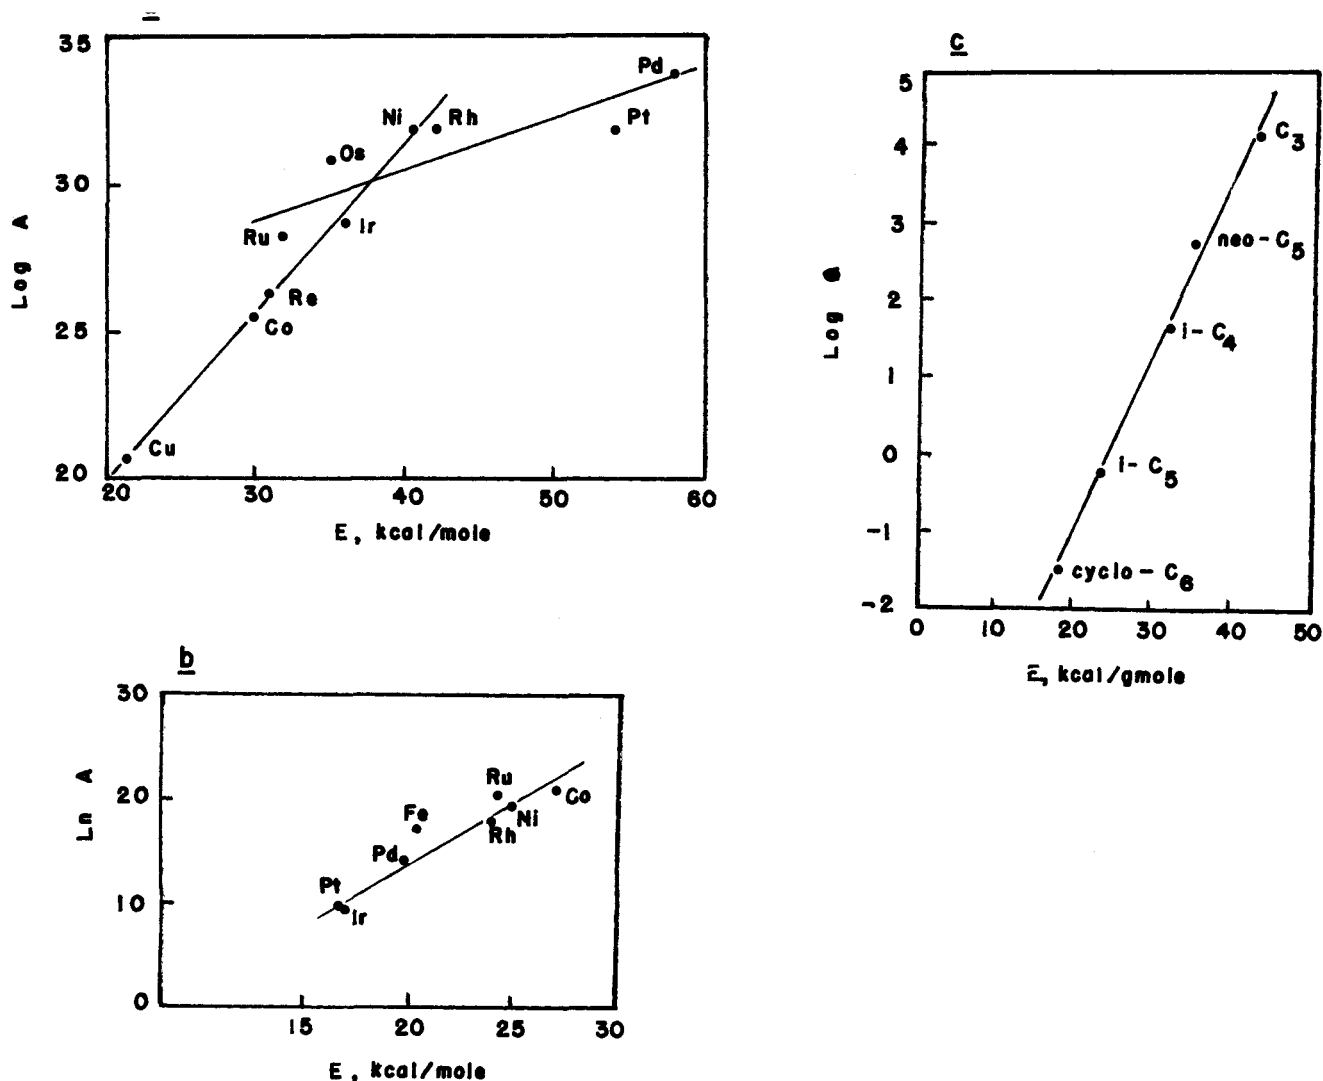 35
Pd
Ni
Rh
Pt
Os
30
Ir
Ru
Log A
Re
Co
25
Cu
20
20
30
40
50
60
E, kcal/mole
c
5
C3
4
3
neo-C5
2
i-C4
Log
1
0
i-C5
-1
cyclo-C6
-2
0
10
20
30
40
50
E, kcal/gmole
b
30
Ru
Co
20
Fe
Ni
Ln A
Rh
Pd
Pt
10
Ir
0
15
20
25
30
E, kcal/mole